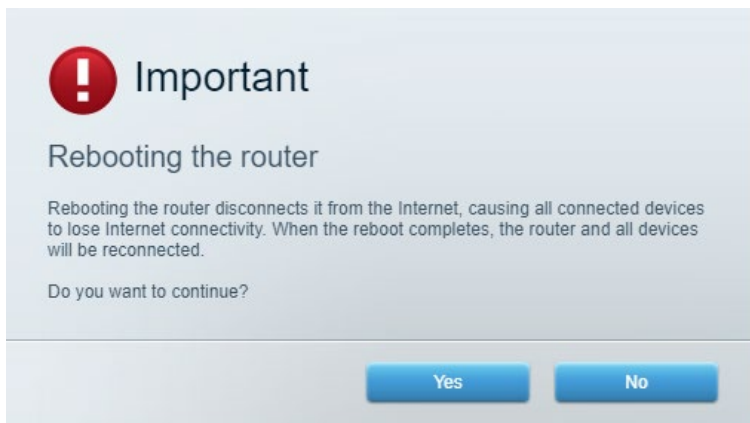 Important
Rebooting the router
Rebooting the router disconnects it from the Internet, causing all connected devices
to lose Internet connectivity. When the reboot completes, the router and all devices
will be reconnected.
Do you want to continue?
Yes
No